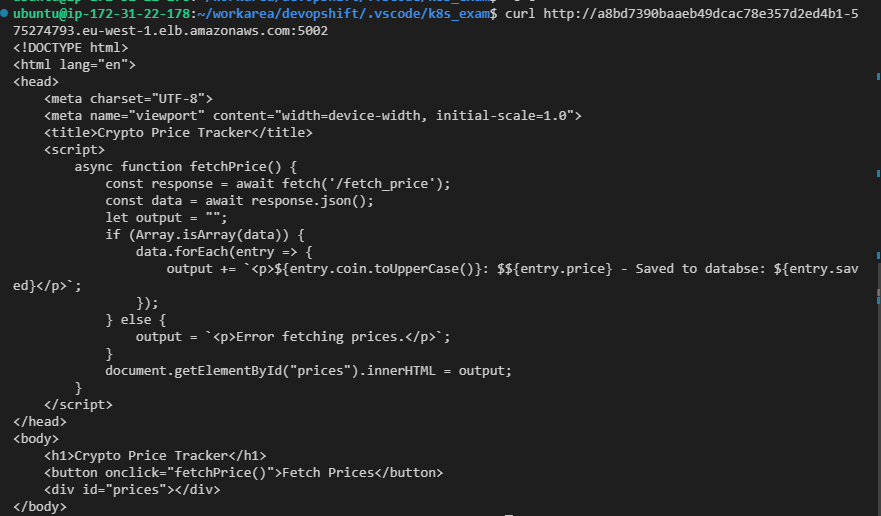 ubuntu@ip-172-31-22-178:~/workarea/devopshift/.vscode/k8s_exam$ curl http://a8bd7390baaeb49dcac78e357d2ed4b1-5
75274793.eu-west-1.elb.amazonaws.com:5002
<!DOCTYPE html>
<html lang="en">
<head>
    <meta charset="UTF-8">
    <meta name="viewport" content="width=device-width, initial-scale=1.0">
    <title>Crypto Price Tracker</title>
    <script>
        async function fetchPrice() {
            const response = await fetch('/fetch_price');
            const data = await response.json();
            let output = "";
            if (Array.isArray(data)) {
                data.forEach(entry => {
                    output += `<p>${entry.coin.toUpperCase()}: $${entry.price} - Saved to databse: ${entry.sav
ed}</p>`;
                });
            } else {
                output = `<p>Error fetching prices.</p>`;
            }
            document.getElementById("prices").innerHTML = output;
        }
    </script>
</head>
<body>
    <h1>Crypto Price Tracker</h1>
    <button onclick="fetchPrice()">Fetch Prices</button>
    <div id="prices"></div>
</body>